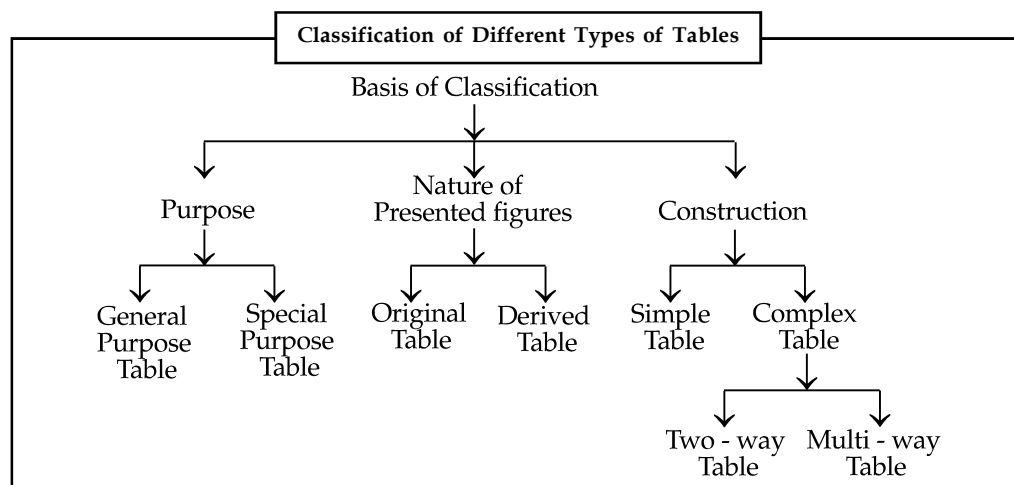 Classification of Different Types of Tables
Basis of Classification
Purpose
Nature of
Presented figures
Construction
General
Purpose
Table
Special
Purpose
Table
Original
Table
Derived
Table
Simple
Table
Complex
Table
Two - way
Table
Multi - way
Table